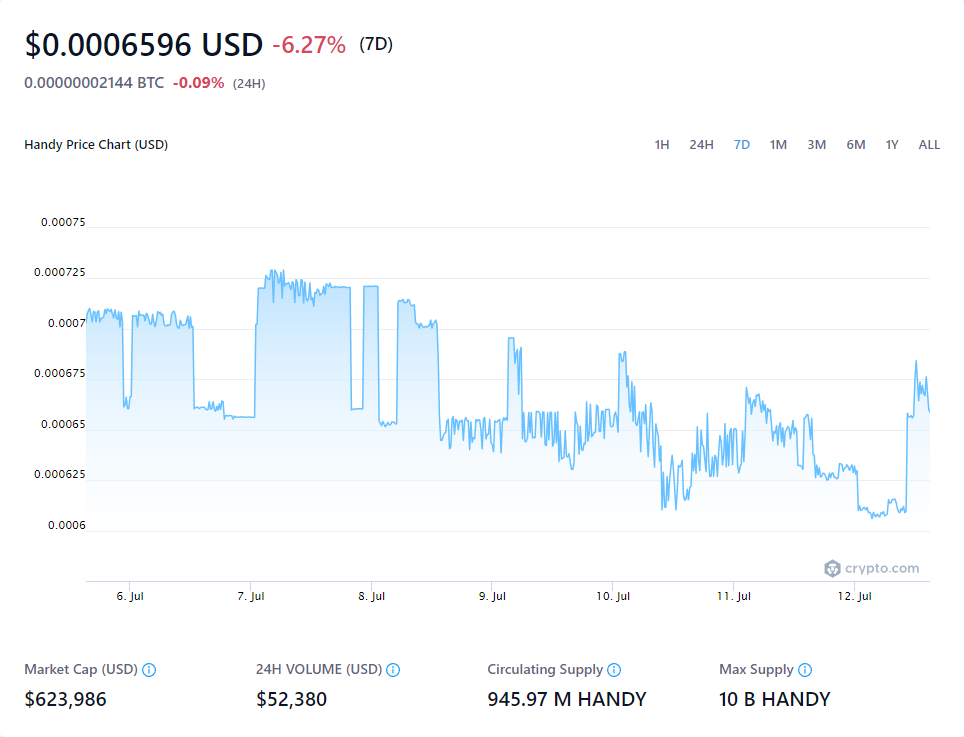 $0.0006596 USD -6.27% (7D)
0.00000002144 BTC -0.09% (24H)
Handy Price Chart (USD) 1H 24H 7D 1M 3M 6M 1Y ALL
0.00075
0.000725
0.0007
0.000675
0.00065
0.000625
0.0006
crypto.com
6. Jul 7. Jul 8. Jul 9. Jul 10. Jul 11. Jul 12. Jul
Market Cap (USD) 24H VOLUME (USD) Circulating Supply Max Supply
$623,986 $52,380 945.97 M HANDY 10 B HANDY